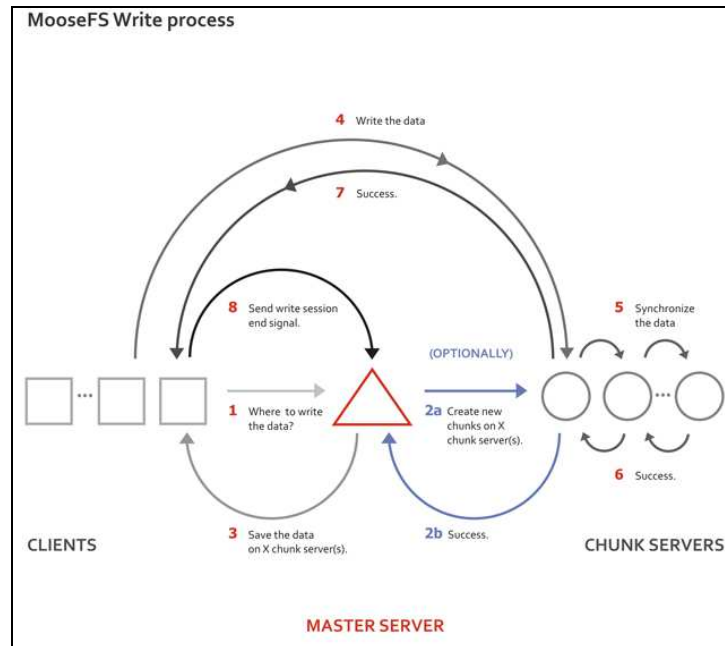 MooseFS Write process
4 Write the data
7 Success.
8 Send write session
end signal.
5 Synchronize
the data
(OPTIONALLY)
1 Where to write
the data?
2a Create new
chunks on X
chunk server(s).
6 Success.
3 Save the data
on X chunk server(s).
2b Success.
CLIENTS
CHUNK SERVERS
MASTER SERVER